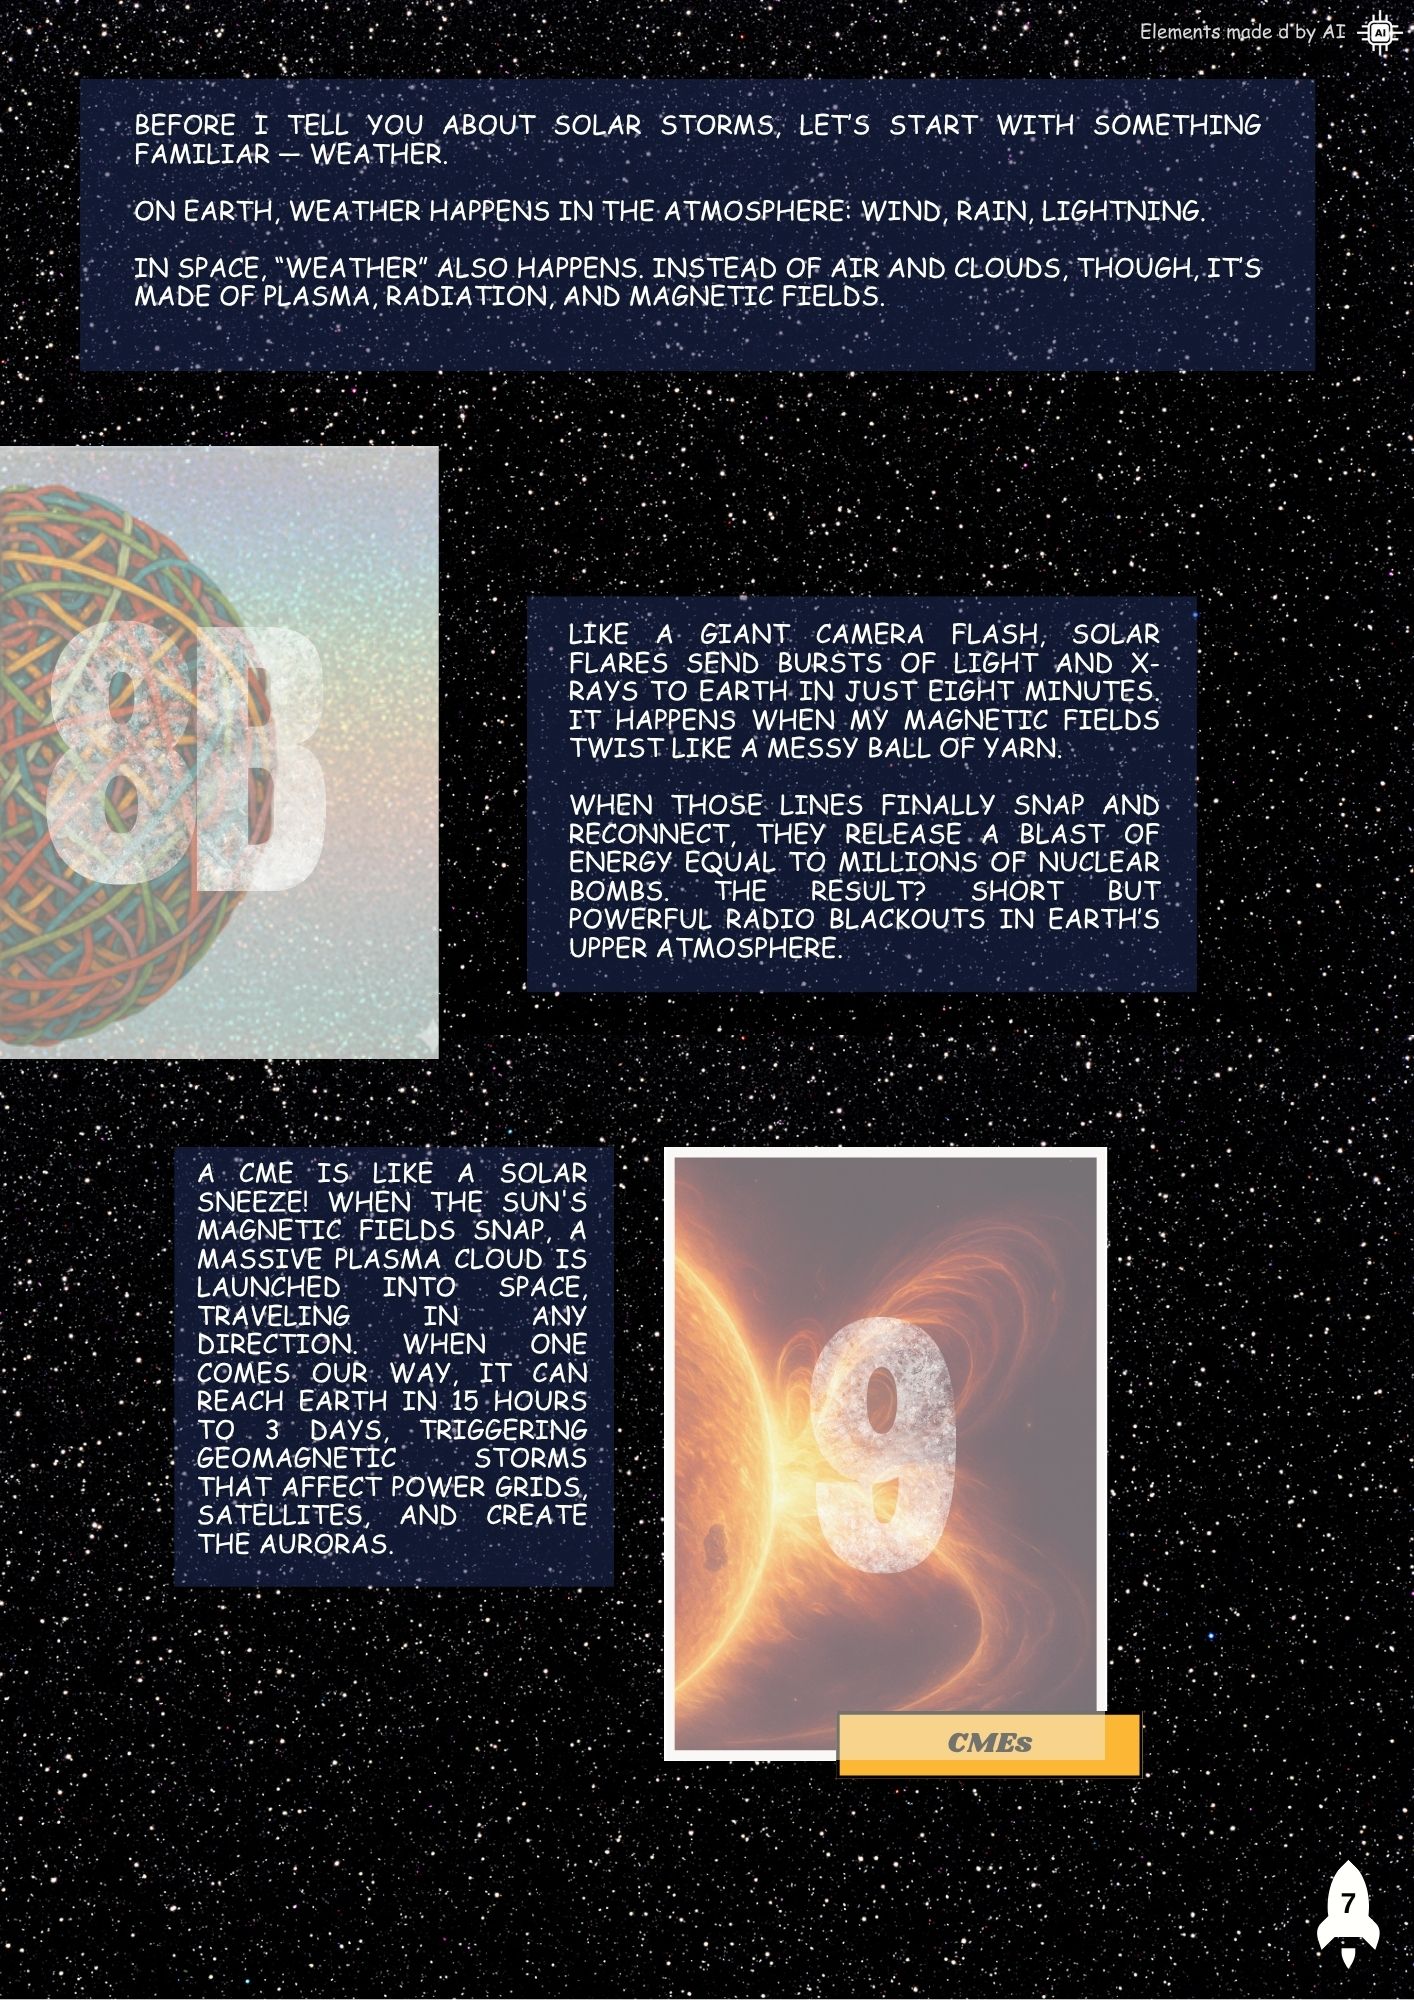 Elements made d by AI
AI
BEFORE I TELL YOU ABOUT SOLAR STORMS, LET'S START WITH SOMETHING
FAMILIAR — WEATHER.
ON EARTH, WEATHER HAPPENS IN THE ATMOSPHERE: WIND, RAIN, LIGHTNING.
IN SPACE, “WEATHER” ALSO HAPPENS. INSTEAD OF AIR AND CLOUDS, THOUGH, IT'S
MADE OF PLASMA, RADIATION, AND MAGNETIC FIELDS.
8B
LIKE A GIANT CAMERA FLASH, SOLAR
FLARES SEND BURSTS OF LIGHT AND X-
RAYS TO EARTH IN JUST EIGHT MINUTES.
IT HAPPENS WHEN MY MAGNETIC FIELDS
TWIST LIKE A MESSY BALL OF YARN.
WHEN THOSE LINES FINALLY SNAP AND
RECONNECT, THEY RELEASE A BLAST OF
ENERGY EQUAL TO MILLIONS OF NUCLEAR
BOMBS. THE RESULT? SHORT BUT
POWERFUL RADIO BLACKOUTS IN EARTH'S
UPPER ATMOSPHERE.
A CME IS LIKE A SOLAR
SNEEZE! WHEN THE SUN'S
MAGNETIC FIELDS SNAP, A
MASSIVE PLASMA CLOUD IS
LAUNCHED INTO SPACE,
TRAVELING IN ANY
DIRECTION. WHEN ONE
COMES OUR WAY, IT CAN
REACH EARTH IN 15 HOURS
TO 3 DAYS, TRIGGERING
GEOMAGNETIC STORMS
THAT AFFECT POWER GRIDS,
SATELLITES, AND CREATE
THE AURORAS.
9
CMEs
7